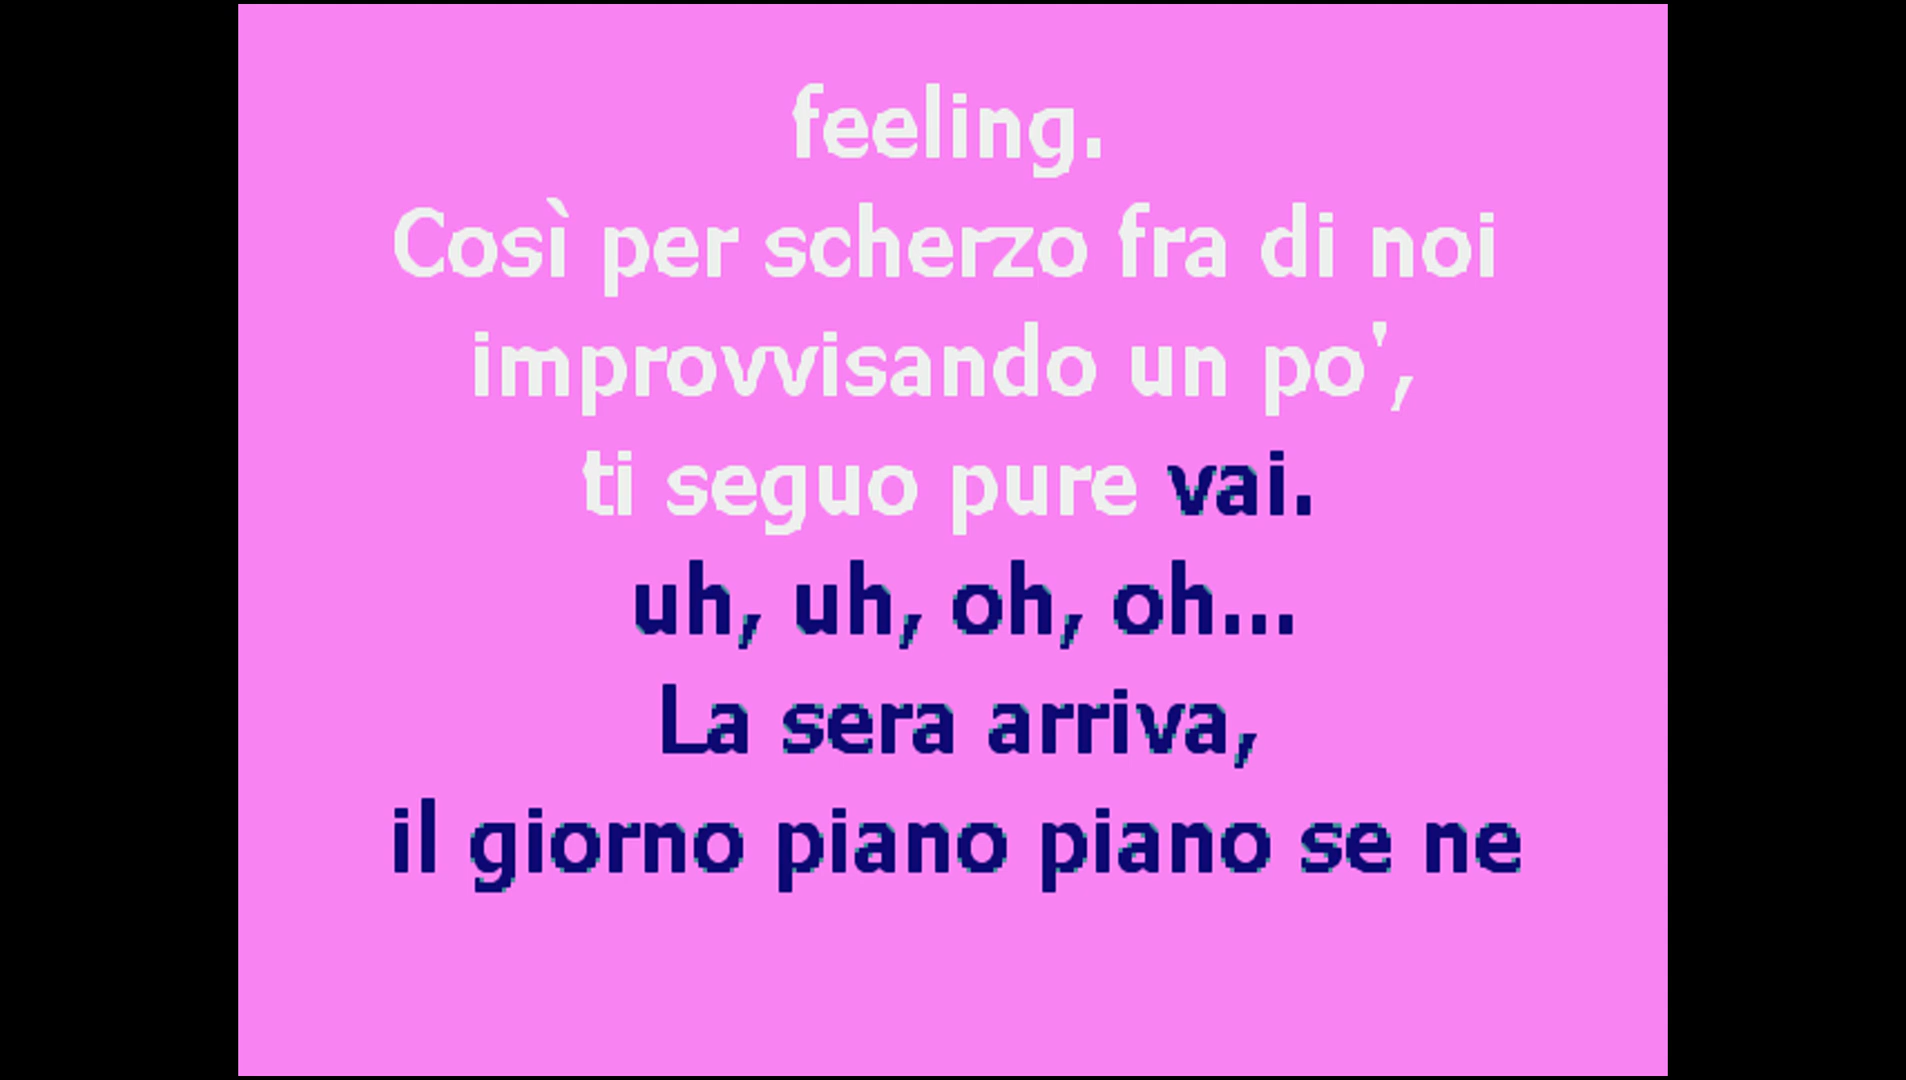 feeling.
Così per scherzo fra di noi
improvvisando un po',
ti seguo pure vai.
uh, uh, oh, oh...
La sera arriva,
il giorno piano piano se ne